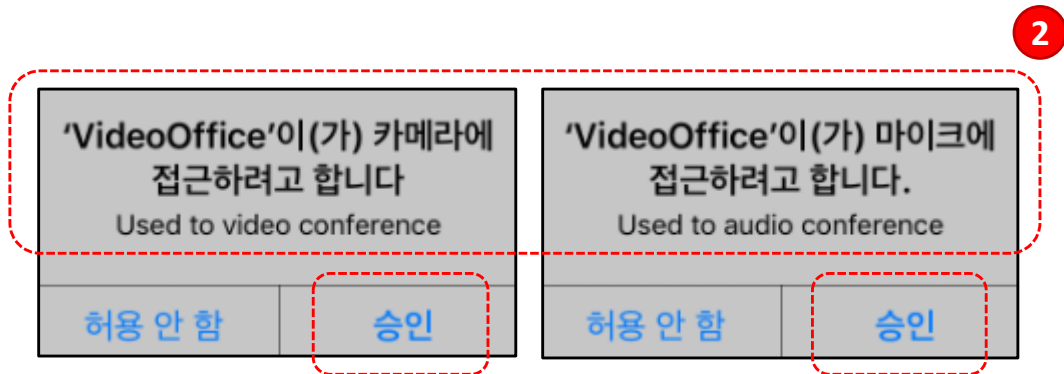 2
‘VideoOffice’이(가) 카메라에
접근하려고 합니다
Used to video conference
허용 안 함
승인
‘VideoOffice’이(가) 마이크에
접근하려고 합니다.
Used to audio conference
허용 안 함
승인